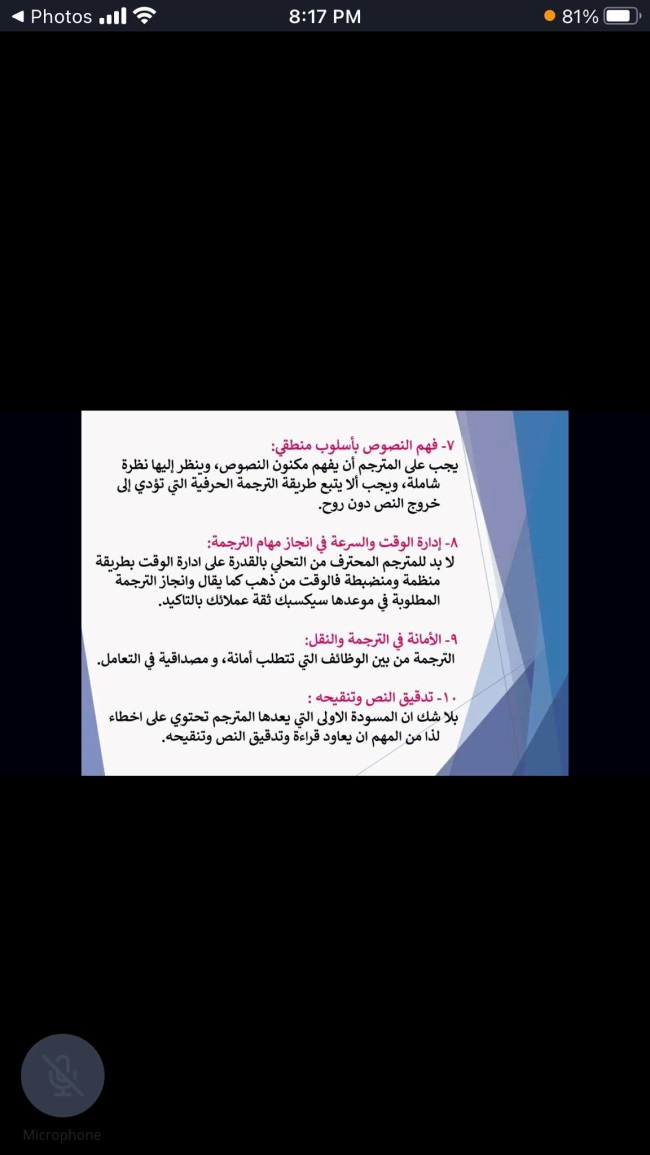 ◄ Photos 8:17 PM 81%
٧- فهم النصوص بأسلوب منطقي:
يجب على المترجم أن يفهم مكنون النصوص، وينظر إليها نظرة
شاملة، ويجب ألا يتبع طريقة الترجمة الحرفية التي تؤدي إلى
خروج النص دون روح.
٨- إدارة الوقت والسرعة في انجاز مهام الترجمة:
لا بد للمترجم المحترف من التحلي بالقدرة على ادارة الوقت بطريقة
منظمة ومنضبطة فالوقت من ذهب كما يقال وانجاز الترجمة
المطلوبة في موعدها سيكسبك ثقة عملائك بالتاكيد.
٩- الأمانة في الترجمة والنقل:
الترجمة من بين الوظائف التي تتطلب أمانة، و مصداقية في التعامل.
١٠- تدقيق النص وتنقيحه :
بلا شك ان المسودة الاولى التي يعدها المترجم تحتوي على اخطاء
لذا من المهم ان يعاود قراءة وتدقيق النص وتنقيحه.
Microphone